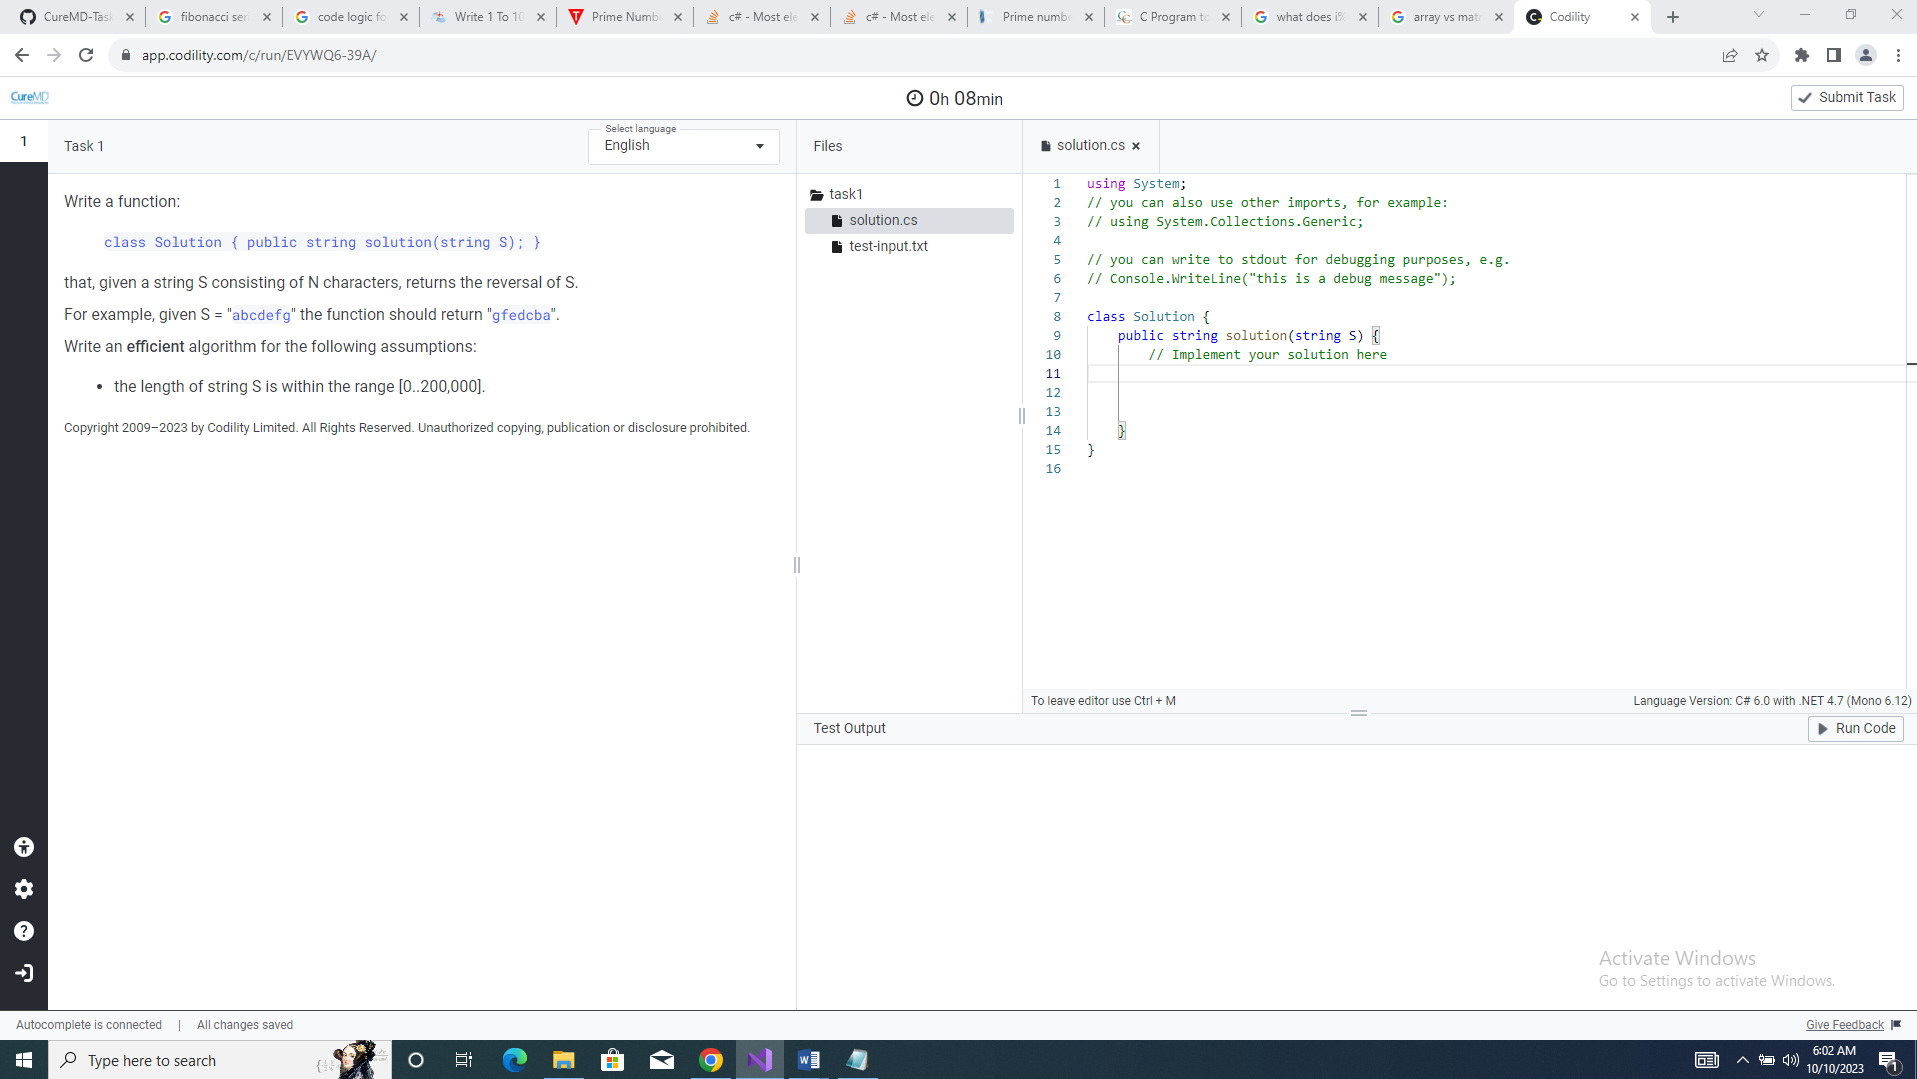 CureMD-Task
fibonacci ser
code logic fo
Write 1 To 10
Prime Numb
c# - Most ele
c# - Most ele
Prime numbe
C Program to
what does i%
array vs mat
Codility
app.codility.com/c/run/EVYWQ6-39A/
CureMD
0h 08min
Submit Task
1
Task 1
Select language
English
Write a function:
class Solution { public string solution(string S); }
that, given a string S consisting of N characters, returns the reversal of S.
For example, given S = "abcdefg" the function should return "gfedcba".
Write an efficient algorithm for the following assumptions:
• the length of string S is within the range [0..200,000].
Copyright 2009–2023 by Codility Limited. All Rights Reserved. Unauthorized copying, publication or disclosure prohibited.
Files
task1
solution.cs
test-input.txt
solution.cs
1 using System;
2 // you can also use other imports, for example:
3 // using System.Collections.Generic;
4
5 // you can write to stdout for debugging purposes, e.g.
6 // Console.WriteLine("this is a debug message");
7
8 class Solution {
9 public string solution(string S) {
10 // Implement your solution here
11
12
13
14 }
15 }
16
To leave editor use Ctrl + M
Language Version: C# 6.0 with .NET 4.7 (Mono 6.12)
Test Output
Run Code
Activate Windows
Go to Settings to activate Windows.
Autocomplete is connected | All changes saved
Give Feedback
Type here to search
6:02 AM
10/10/2023
1